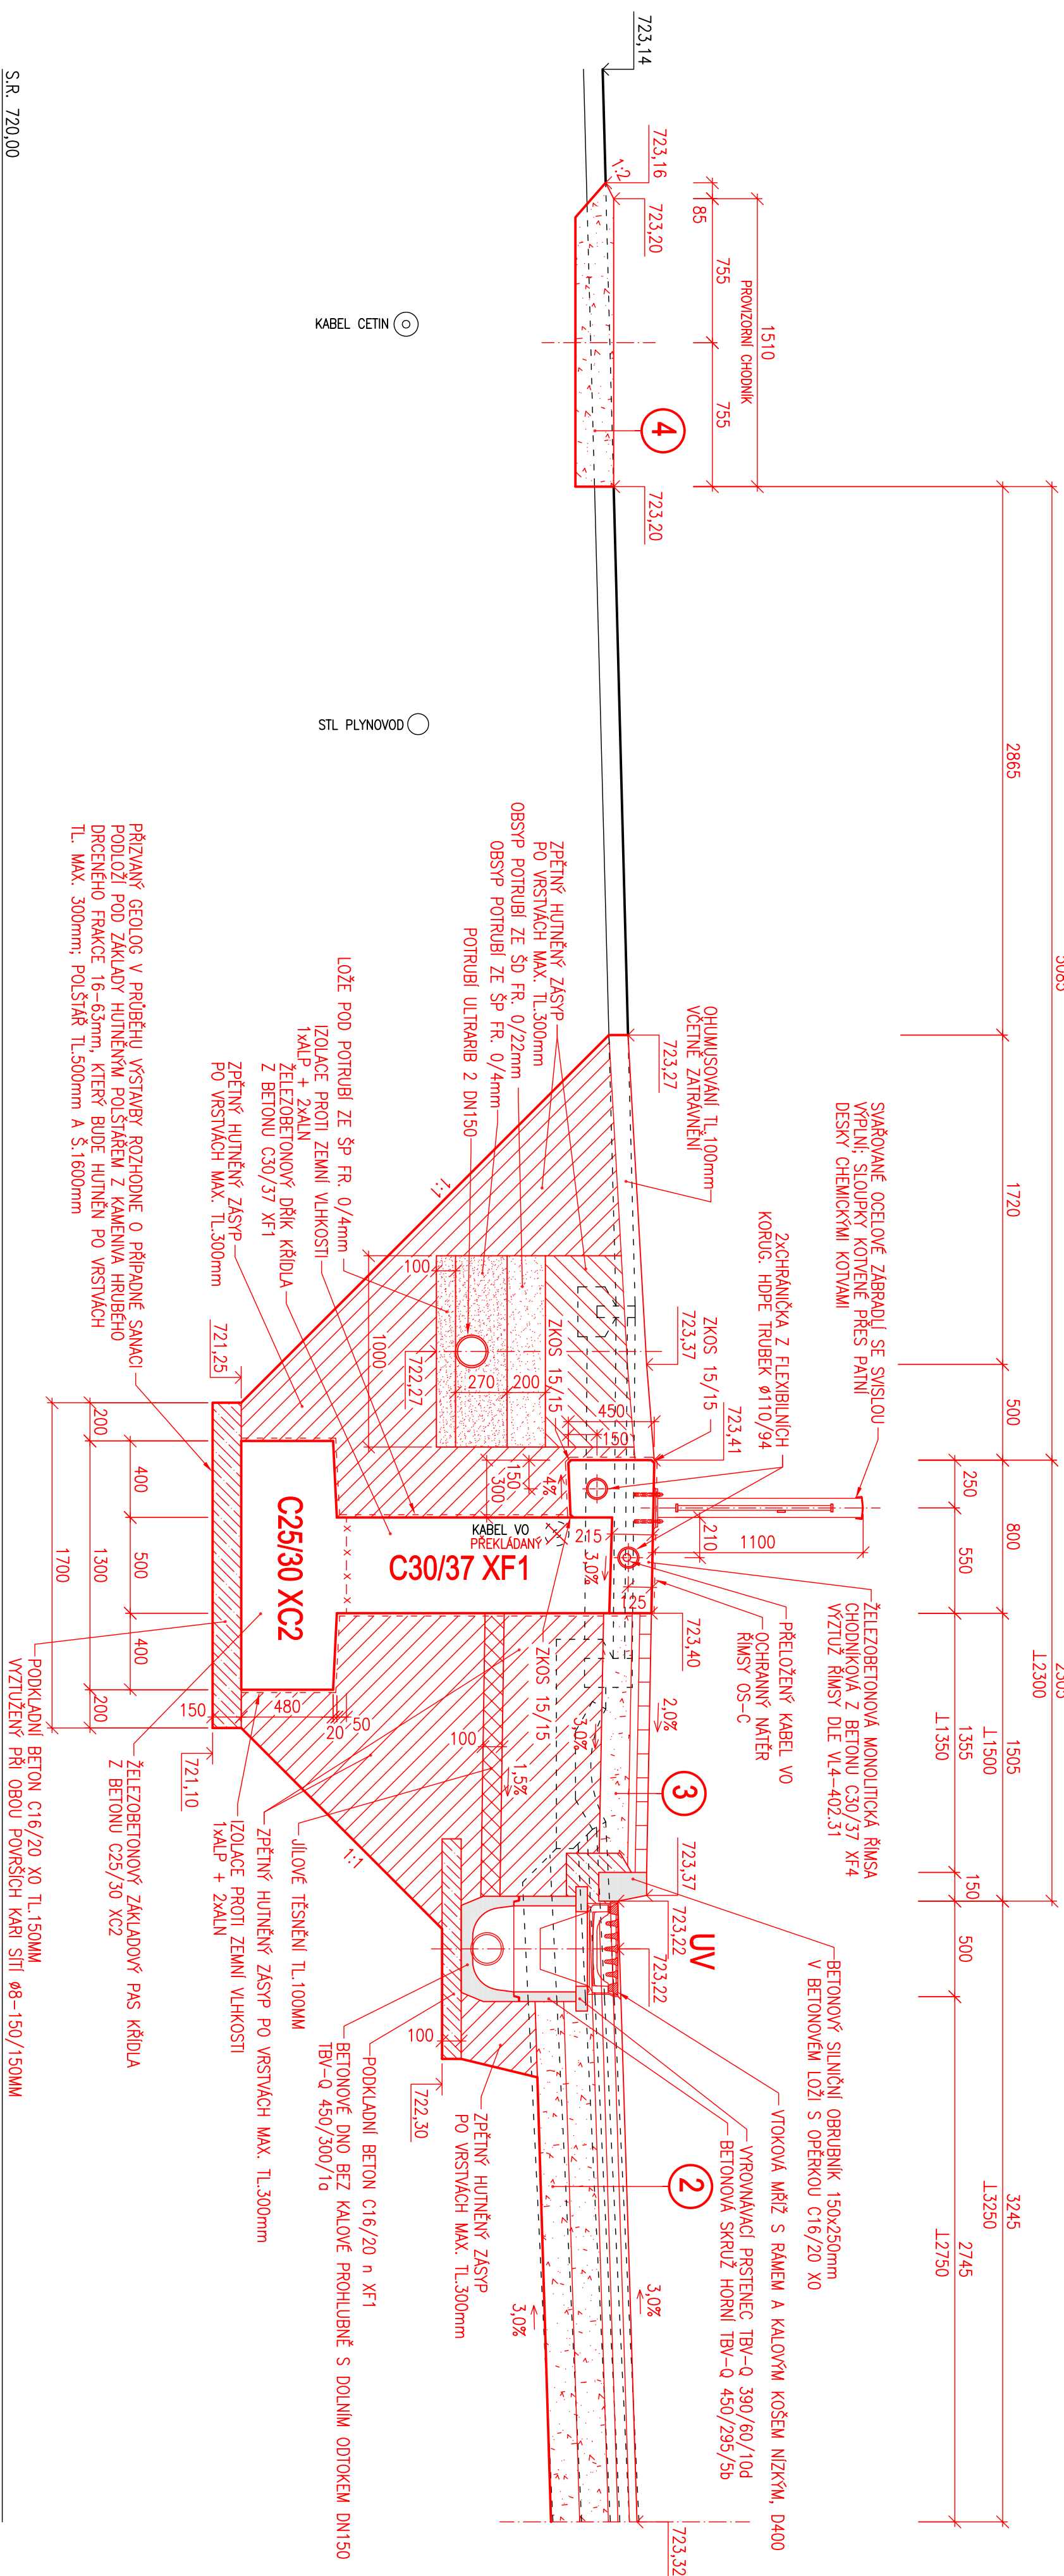 S.R. 720,00
723,14
723,16
1:2
723,20
85
755
755
1510
PROVIZORNÍ CHODNÍK
4
723,20
KABEL CETIN
STL PLYNOVOD
2865
1720
500
250
550
800
1505
⊥1500
1355
⊥1350
150
500
⊥2300
3245
⊥3250
2745
⊥2750
723,27
OHUMUSOVÁNÍ TL.100mm
VČETNĚ ZATRÁVNĚNÍ
SVAŘOVANÉ OCELOVÉ ZÁBRADLÍ SE SVISLOU
VÝPLNÍ; SLOUPKY KOTVENÉ PŘES PATNÍ
DESKY CHEMICKÝMI KOTVAMI
2xCHRÁNIČKA Z FLEXIBILNÍCH
KORUG. HDPE TRUBEK ø110/94
723,37
ZKOS 15/15
723,41
ZPĚTNÝ HUTNĚNÝ ZÁSYP
PO VRSTVÁCH MAX. TL.300mm
OBSYP POTRUBÍ ZE ŠD FR. 0/22mm
OBSYP POTRUBÍ ZE ŠP FR. 0/4mm
POTRUBÍ ULTRARIB 2 DN150
LOŽE POD POTRUBÍ ZE ŠP FR. 0/4mm
IZOLACE PROTI ZEMNÍ VLHKOSTI
1xALP + 2xALN
ŽELEZOBETONOVÝ DŘÍK KŘÍDLA
Z BETONU C30/37 XF1
ZPĚTNÝ HUTNĚNÝ ZÁSYP
PO VRSTVÁCH MAX. TL.300mm
PŘIZVANÝ GEOLOG V PRŮBĚHU VÝSTAVBY ROZHODNE O PŘÍPADNÉ SANACI
PODLOŽÍ POD ZÁKLADY HUTNĚNÝM POLŠTÁŘEM Z KAMENIVA HRUBÉHO
DRCENÉHO FRAKCE 16-63mm, KTERÝ BUDE HUTNĚN PO VRSTVÁCH
TL. MAX. 300mm; POLŠTÁŘ TL.500mm A Š.1600mm
1:1
100
270
200
1000
722,27
ZKOS 15/15
450
150
150
300
4%
215
210
1100
3,0%
125
KABEL VO
PŘEKLÁDANÝ
C30/37 XF1
C25/30 XC2
721,25
200
400
500
400
200
1300
1700
150
480
20
50
721,10
PODKLADNÍ BETON C16/20 X0 TL.150MM
VYZTUŽENÝ PŘI OBOU POVRŠÍCH KARI SÍTÍ ø8-150/150MM
ŽELEZOBETONOVÝ ZÁKLADOVÝ PAS KŘÍDLA
Z BETONU C25/30 XC2
IZOLACE PROTI ZEMNÍ VLHKOSTI
1xALP + 2xALN
ZPĚTNÝ HUTNĚNÝ ZÁSYP PO VRSTVÁCH MAX. TL.300mm
JÍLOVÉ TĚSNĚNÍ TL.100MM
1:1
100
1,5%
ZKOS 15/15
3,0%
2,0%
723,40
3
ŽELEZOBETONOVÁ MONOLITICKÁ ŘÍMSA
CHODNÍKOVÁ Z BETONU C30/37 XF4
VÝZTUŽ ŘÍMSY DLE VL4-402.31
PŘELOŽENÝ KABEL VO
OCHRANNÝ NÁTĚR
ŘÍMSY OS-C
723,37
723,22
723,22
UV
BETONOVÝ SILNIČNÍ OBRUBNÍK 150x250mm
V BETONOVÉM LOŽI S OPĚRKOU C16/20 X0
VTOKOVÁ MŘÍŽ S RÁMEM A KALOVÝM KOŠEM NÍZKÝM, D400
VYROVNÁVACÍ PRSTENEC TBV-Q 390/60/10d
BETONOVÁ SKRUŽ HORNÍ TBV-Q 450/295/5b
100
722,30
2
ZPĚTNÝ HUTNĚNÝ ZÁSYP
PO VRSTVÁCH MAX. TL.300mm
PODKLADNÍ BETON C16/20 n XF1
BETONOVÉ DNO BEZ KALOVÉ PROHLUBNĚ S DOLNÍM ODTOKEM DN150
TBV-Q 450/300/1a
3,0%
3,0%
723,32